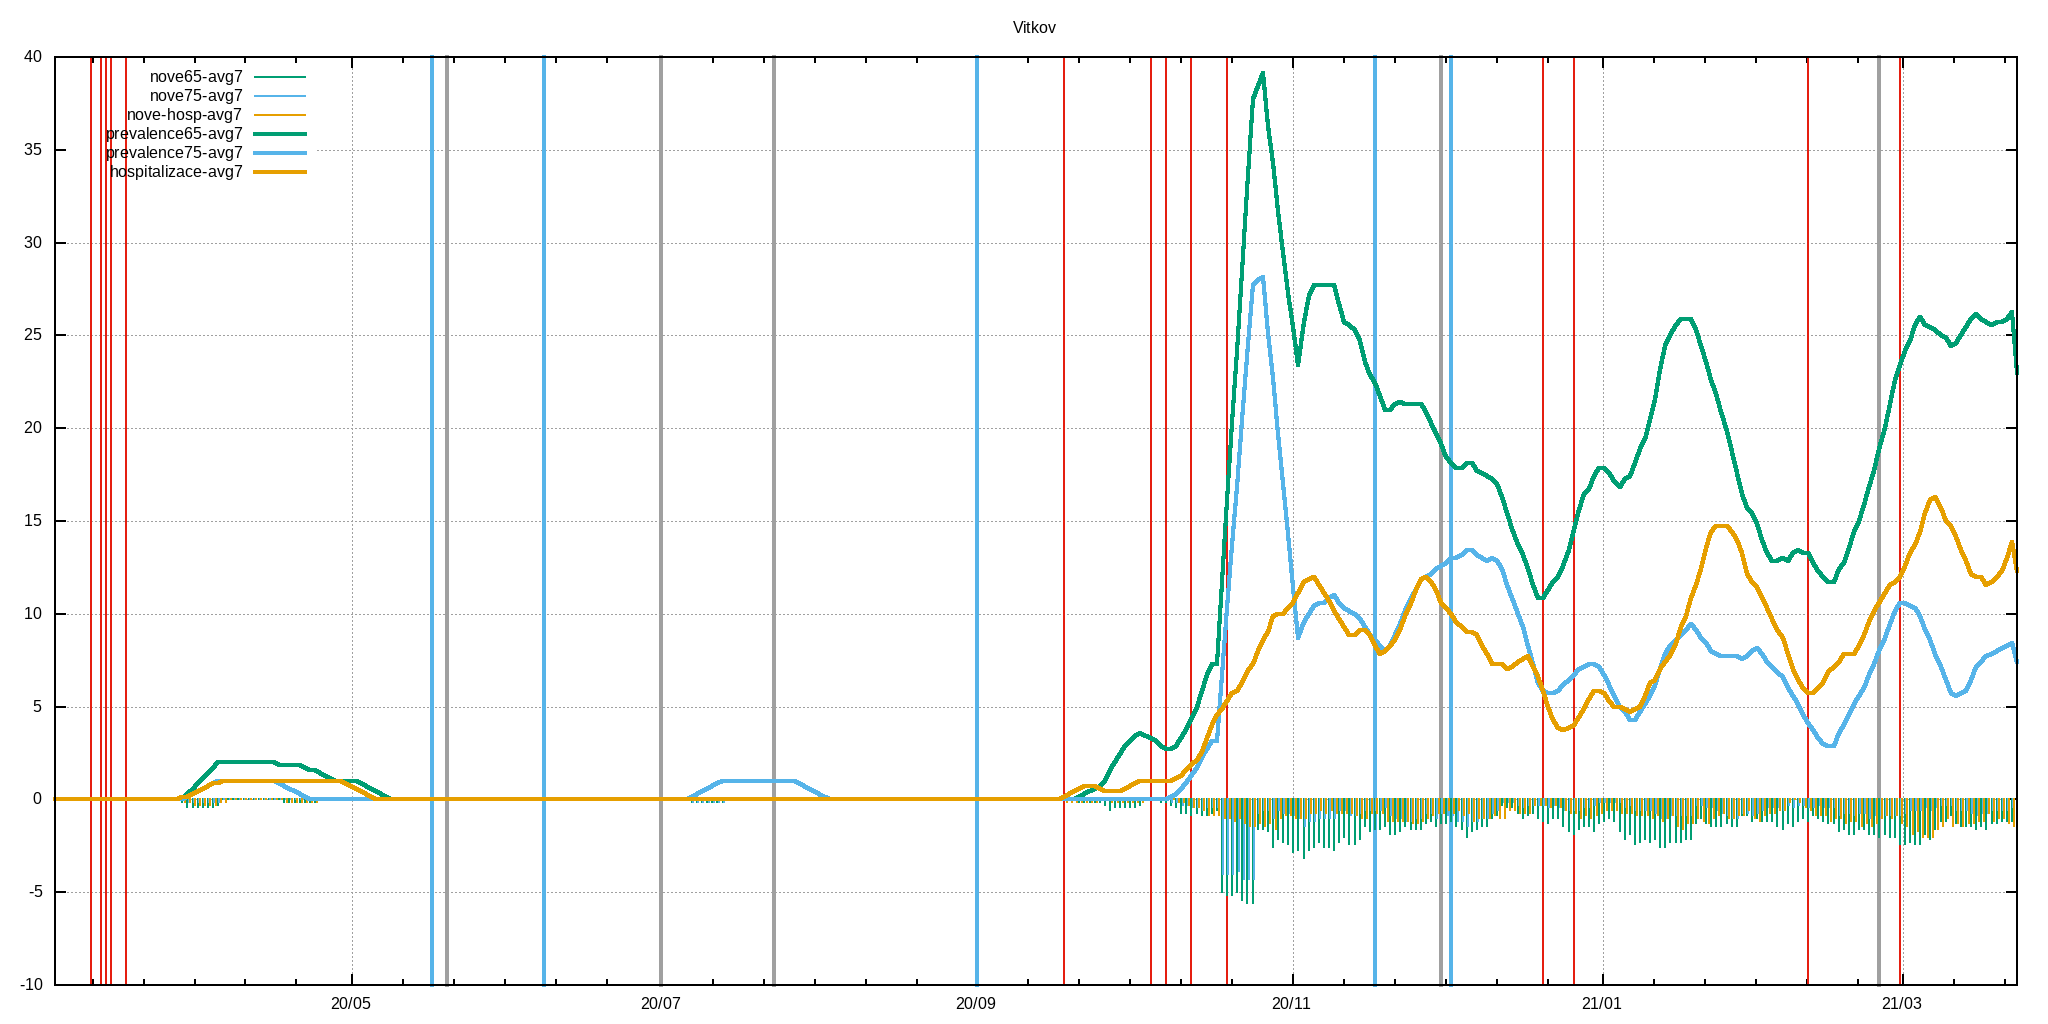 Vitkov
nove65-avg7
nove75-avg7
nove-hosp-avg7
prevalence65-avg7
prevalence75-avg7
hospitalizace-avg7
40
35
30
25
20
15
10
5
0
-5
-10
20/05 20/07 20/09 20/11 21/01 21/03